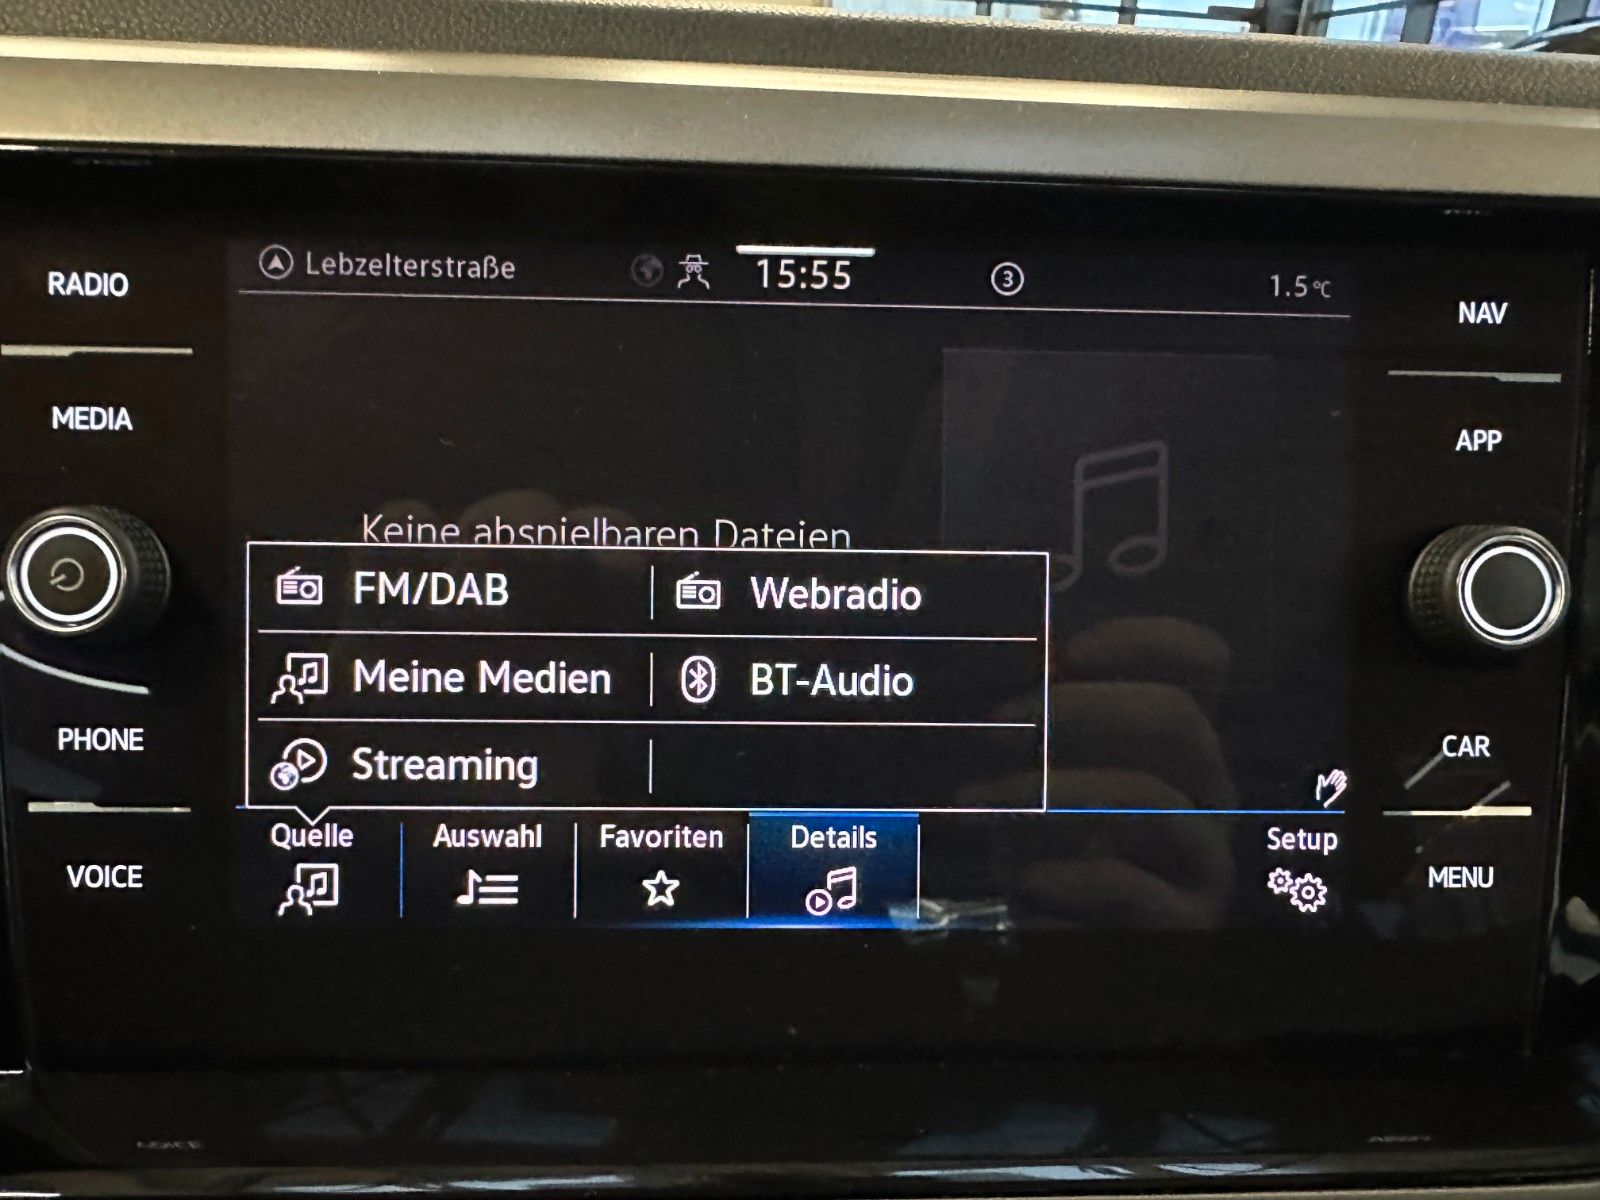 RADIO
MEDIA
PHONE
VOICE
Lebzelterstraße
15:55
3
1.5°C
Keine abspielbaren Dateien
FM/DAB
Webradio
Meine Medien
BT-Audio
Streaming
Quelle
Auswahl
Favoriten
Details
Setup
NAV
APP
CAR
MENU